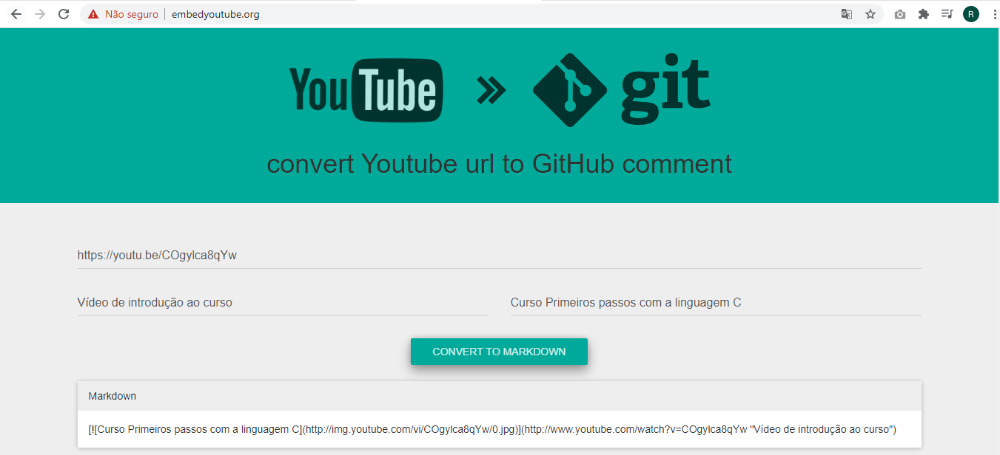 Não seguro | embedyoutube.org
R
YouTube » git
convert Youtube url to GitHub comment
https://youtu.be/COgylca8qYw
Vídeo de introdução ao curso Curso Primeiros passos com a linguagem C
CONVERT TO MARKDOWN
Markdown
[![Curso Primeiros passos com a linguagem C](http://img.youtube.com/vi/COgylca8qYw/0.jpg)](http://www.youtube.com/watch?v=COgylca8qYw "Vídeo de introdução ao curso")